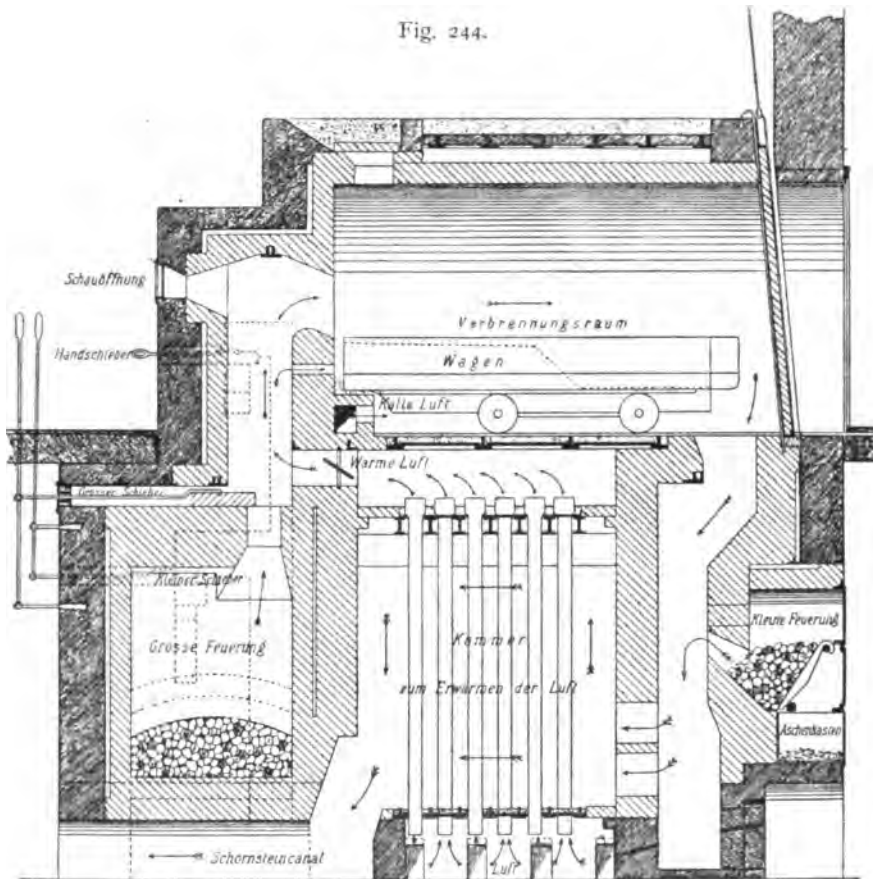 Fig. 244.
Schauöffnung
Verbrennungsraum
Handschieber
Wagen
Kalte Luft
Warme Luft
Grosser Schieber
Kleiner Schieber
Kleine Feuerung
Grosse Feuerung
Kammer
zum Erwärmen der Luft
Aschenkasten
Schornsteincanal
Luft